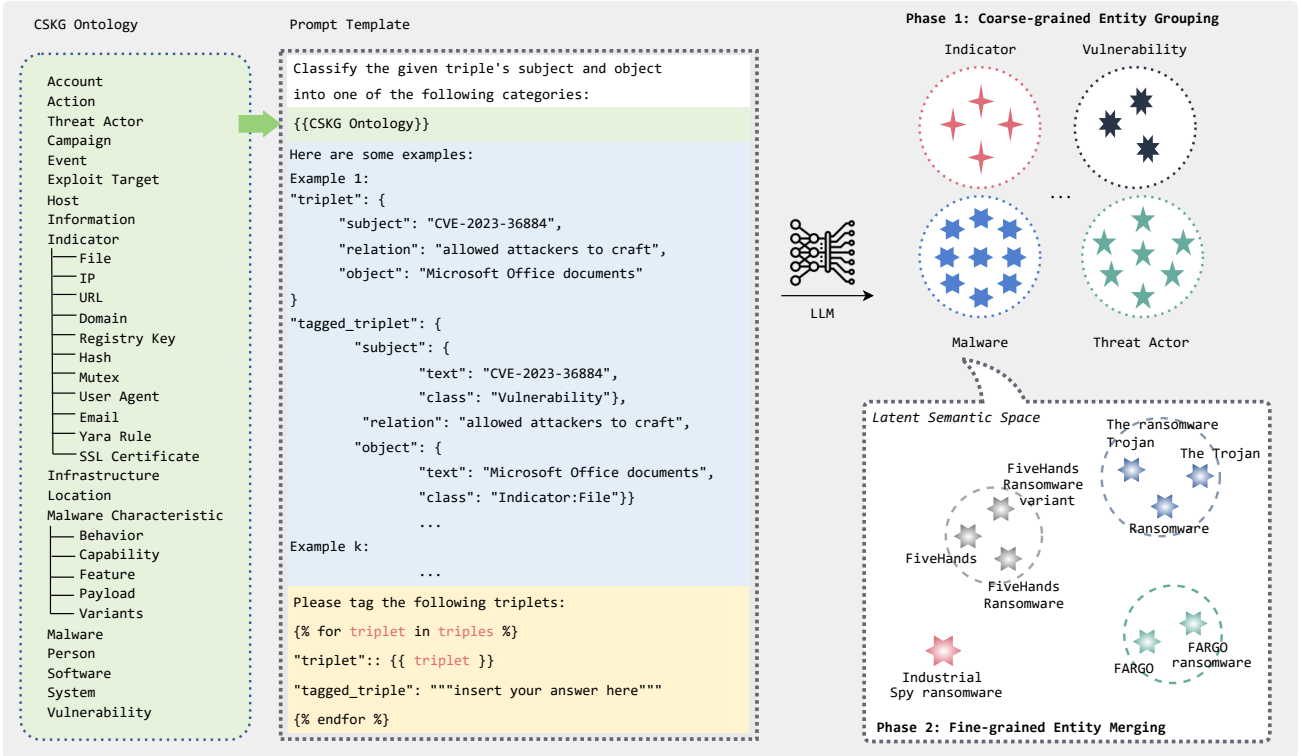 CSKG Ontology
Account
Action
Threat Actor
Campaign
Event
Exploit Target
Host
Information
Indicator
File
IP
URL
Domain
Registry Key
Hash
Mutex
User Agent
Email
Yara Rule
SSL Certificate
Infrastructure
Location
Malware Characteristic
Behavior
Capability
Feature
Payload
Variants
Malware
Person
Software
System
Vulnerability
Prompt Template
Classify the given triple's subject and object
into one of the following categories:
{{CSKG Ontology}}
Here are some examples:
Example 1:
"triplet": {
"subject": "CVE-2023-36884",
"relation": "allowed attackers to craft",
"object": "Microsoft Office documents"
}
"tagged_triplet": {
"subject": {
"text": "CVE-2023-36884",
"class": "Vulnerability"},
"relation": "allowed attackers to craft",
"object": {
"text": "Microsoft Office documents",
"class": "Indicator:File"}}
...
Example k:
...
Please tag the following triplets:
{% for triplet in triples %}
"triplet":: {{ triplet }}
"tagged_triple": """insert your answer here"""
{% endfor %}
LLM
Phase 1: Coarse-grained Entity Grouping
Indicator
Vulnerability
...
Malware
Threat Actor
Latent Semantic Space
The ransomware
Trojan
The Trojan
Ransomware
FiveHands
Ransomware
variant
FiveHands
FiveHands
Ransomware
Industrial
Spy ransomware
FARGO
FARGO
ransomware
Phase 2: Fine-grained Entity Merging